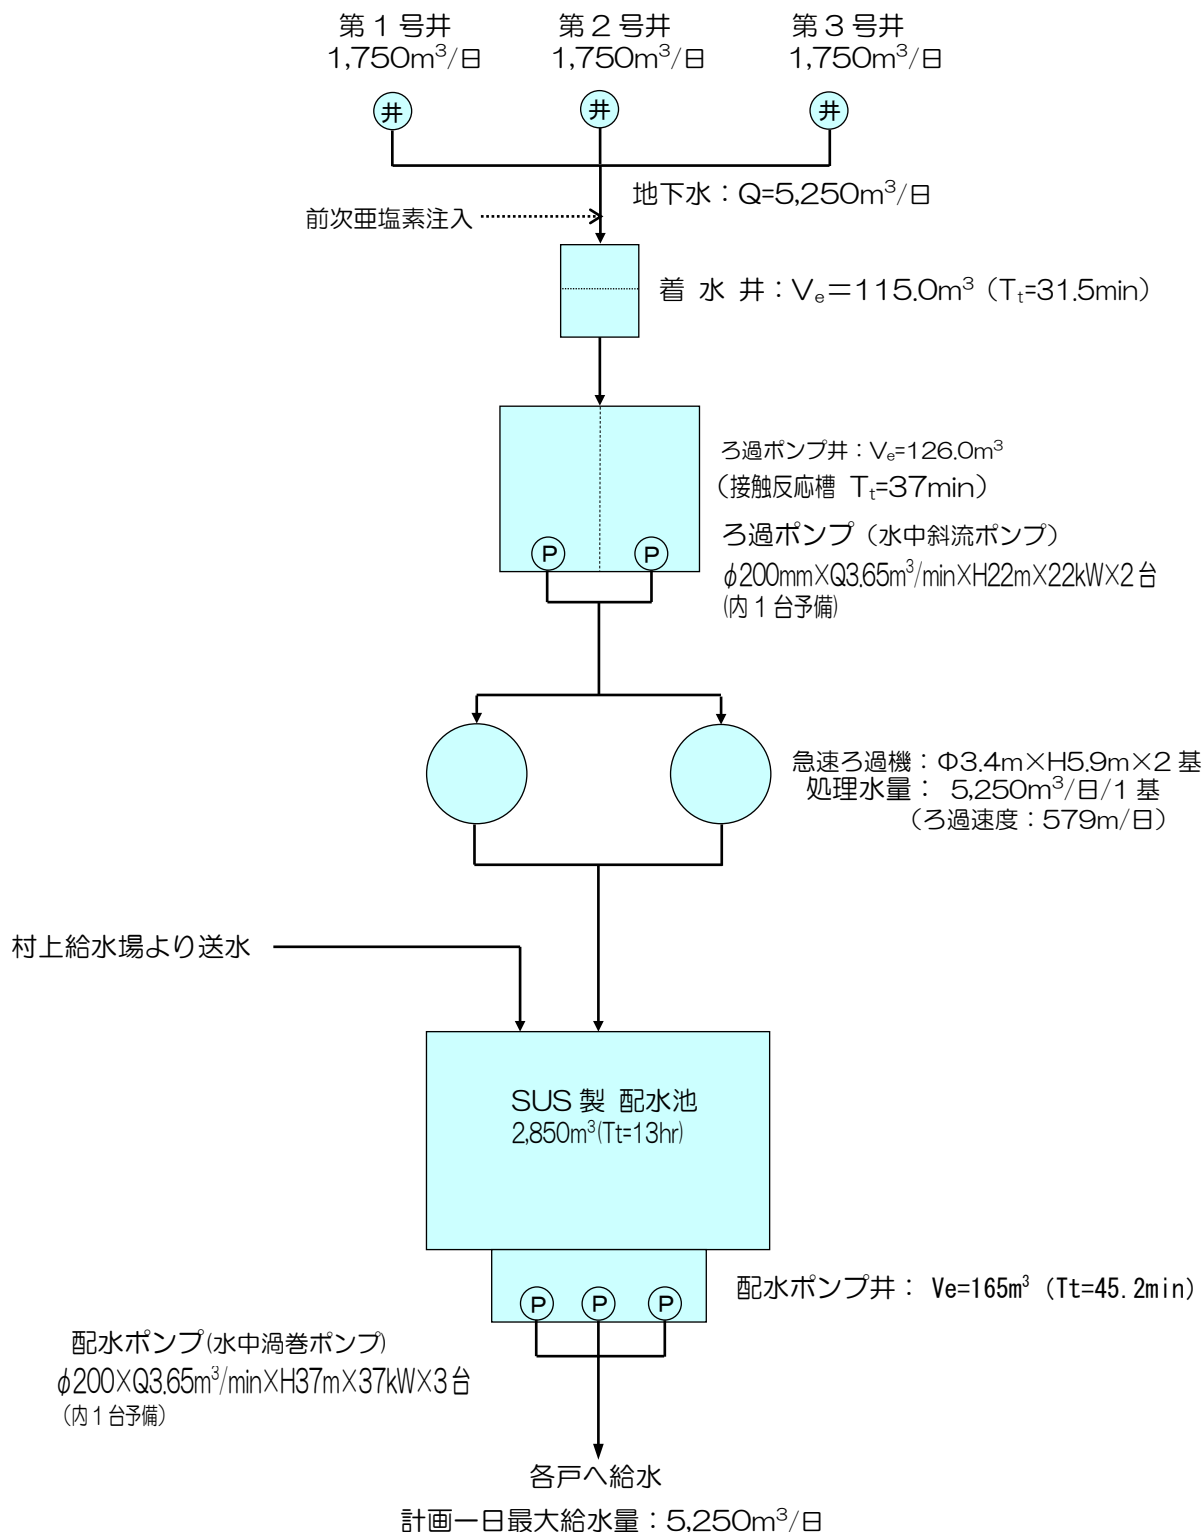 第1号井
1,750m³/日
第2号井
1,750m³/日
第3号井
1,750m³/日
井
井
井
地下水：Q=5,250m³/日
前次亜塩素注入
着 水 井：Vₑ＝115.0m³（Tₜ=31.5min）
ろ過ポンプ井：Vₑ=126.0m³
（接触反応槽 Tₜ=37min）
ろ過ポンプ（水中斜流ポンプ）
φ200mm×Q3.65m³/min×H22m×22kW×2台
(内1台予備)
P
P
急速ろ過機：Φ3.4m×H5.9m×2基
処理水量： 5,250m³/日/1基
（ろ過速度：579m/日）
村上給水場より送水
SUS製 配水池
2,850m³(Tt=13hr)
配水ポンプ井： Ve=165m³（Tt=45.2min）
P
P
P
配水ポンプ(水中渦巻ポンプ)
φ200×Q3.65m³/min×H37m×37kW×3台
（内1台予備）
各戸へ給水
計画一日最大給水量：5,250m³/日